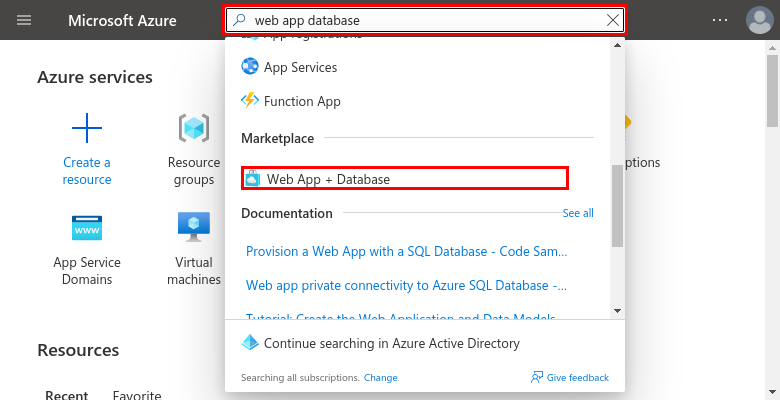 Microsoft Azure
web app database
App registrations
App Services
Function App
Marketplace
Web App + Database
Documentation
See all
Provision a Web App with a SQL Database - Code Sam...
Web app private connectivity to Azure SQL Database -...
Tutorial: Create the Web Application and Data Models
Continue searching in Azure Active Directory
Searching all subscriptions. Change
Give feedback
Azure services
Create a
resource
Resource
groups
App Service
Domains
Virtual
machines
Resources
Recent
Favorite